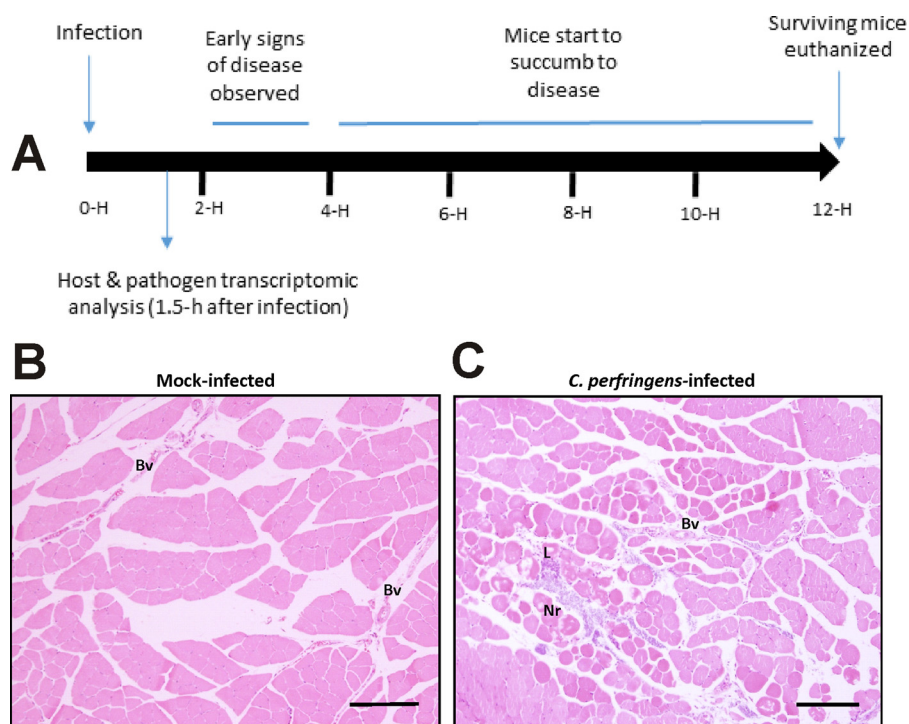 Infection
Early signs
of disease
observed
Mice start to
succumb to
disease
Surviving mice
euthanized
A
0-H
2-H
4-H
6-H
8-H
10-H
12-H
Host & pathogen transcriptomic
analysis (1.5-h after infection)
B
Mock-infected
Bv
Bv
C
C. perfringens-infected
Bv
L
Nr